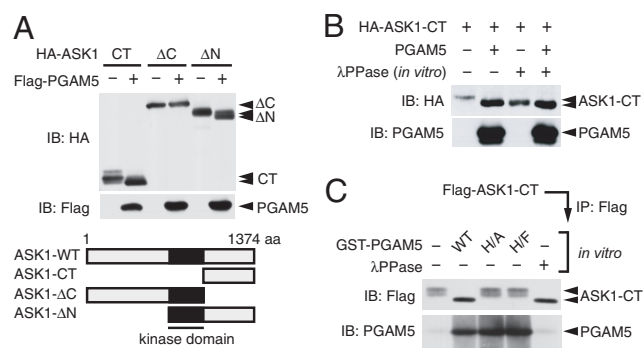 A
HA-ASK1 CT ΔC ΔN
Flag-PGAM5 – + – + – +
IB: HA
ΔC
ΔN
CT
IB: Flag
PGAM5
1 1374 aa
ASK1-WT
ASK1-CT
ASK1-ΔC
ASK1-ΔN
kinase domain
B
HA-ASK1-CT + + + +
PGAM5 – + – +
λPPase (in vitro) – – + +
IB: HA
ASK1-CT
IB: PGAM5
PGAM5
C
Flag-ASK1-CT
IP: Flag
in vitro
GST-PGAM5 – WT H/A H/F –
λPPase – – – – +
IB: Flag
ASK1-CT
IB: PGAM5
PGAM5